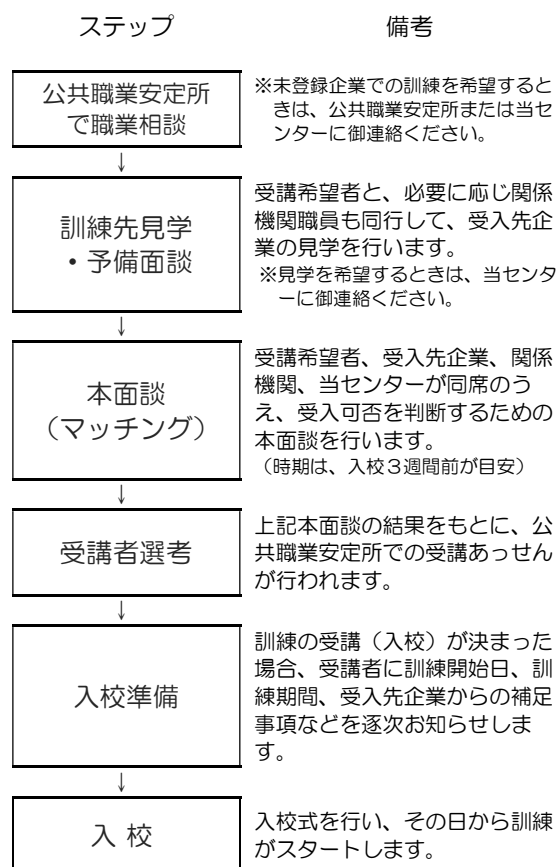 ステップ
備考
公共職業安定所
で職業相談
※未登録企業での訓練を希望すると
きは、公共職業安定所または当セ
ンターに御連絡ください。
↓
訓練先見学
・予備面談
受講希望者と、必要に応じ関係
機関職員も同行して、受入先企
業の見学を行います。
※見学を希望するときは、当センタ
ーに御連絡ください。
↓
本面談
（マッチング）
受講希望者、受入先企業、関係
機関、当センターが同席のう
え、受入可否を判断するための
本面談を行います。
（時期は、入校３週間前が目安）
↓
受講者選考
上記本面談の結果をもとに、公
共職業安定所での受講あっせん
が行われます。
↓
入校準備
訓練の受講（入校）が決まった
場合、受講者に訓練開始日、訓
練期間、受入先企業からの補足
事項などを逐次お知らせしま
す。
↓
入 校
入校式を行い、その日から訓練
がスタートします。